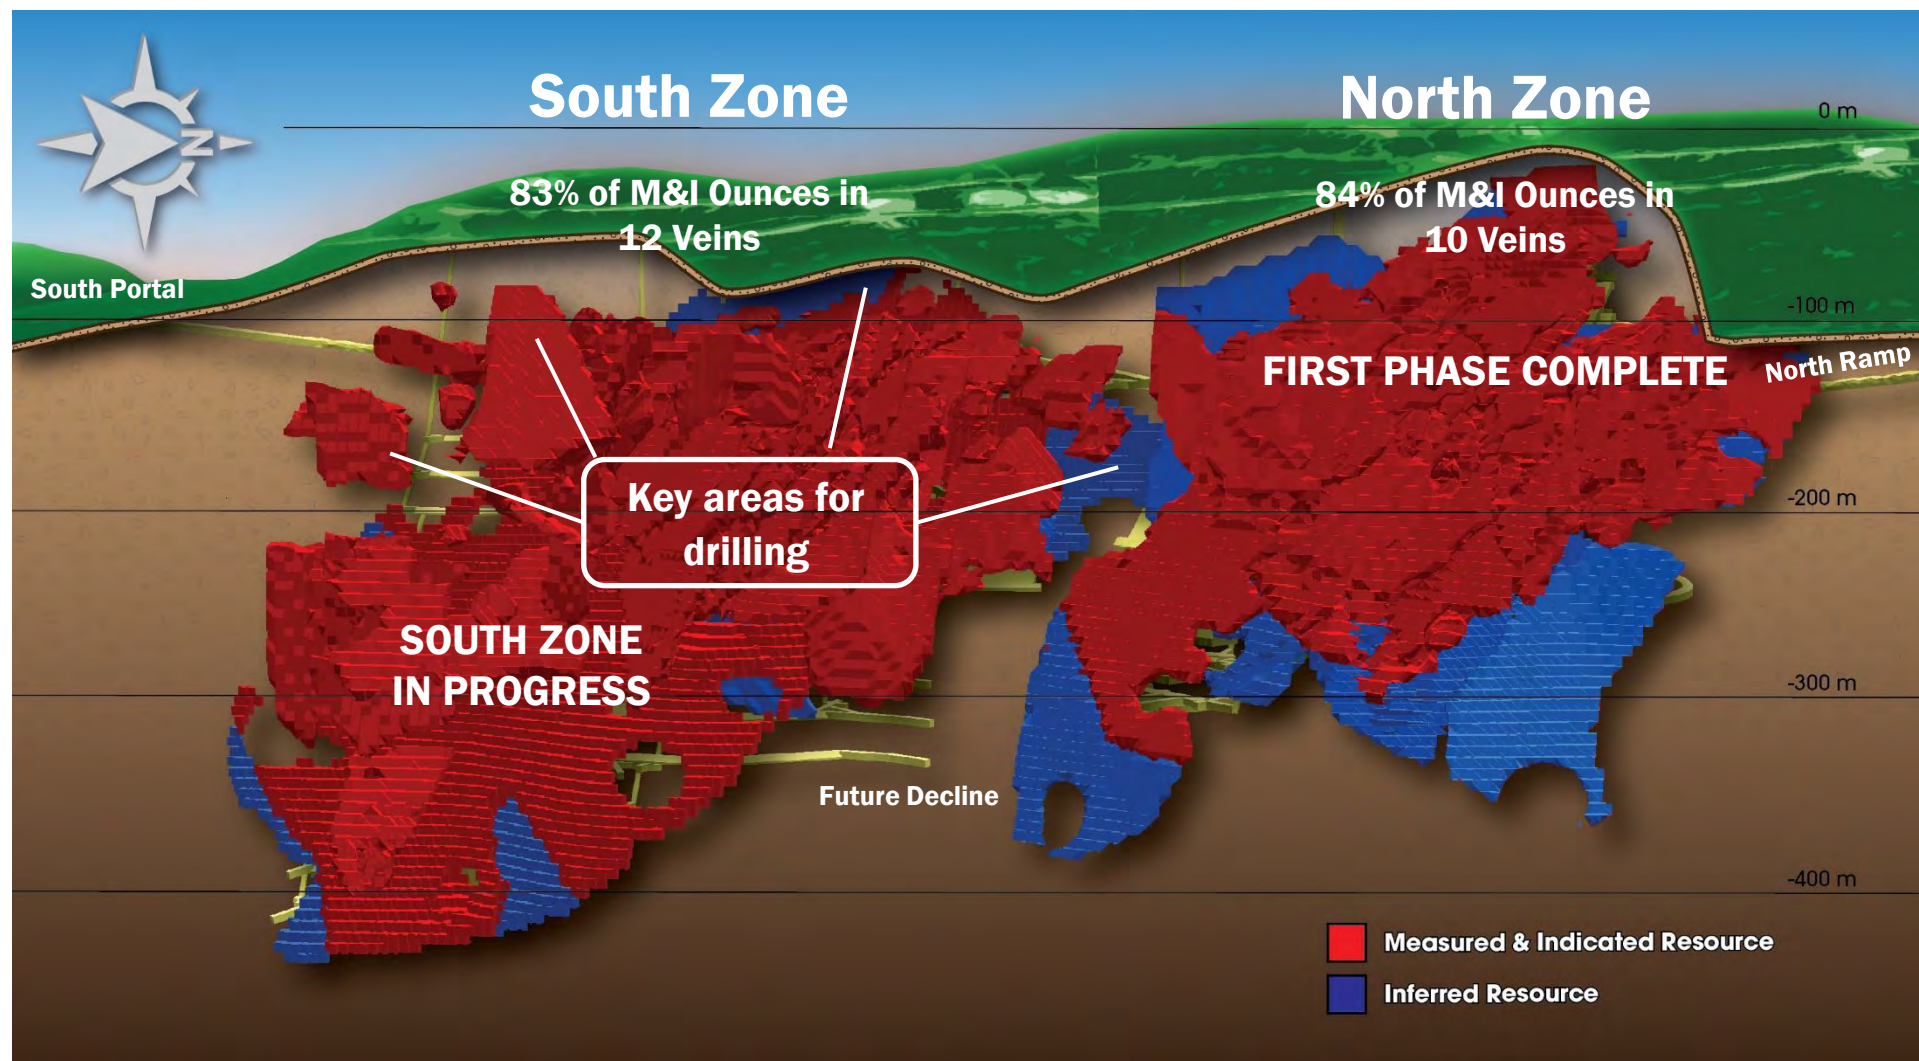 N
South Zone
North Zone
0 m
83% of M&I Ounces in
12 Veins
84% of M&I Ounces in
10 Veins
South Portal
-100 m
FIRST PHASE COMPLETE
North Ramp
Key areas for
drilling
-200 m
SOUTH ZONE
IN PROGRESS
-300 m
Future Decline
-400 m
Measured & Indicated Resource
Inferred Resource